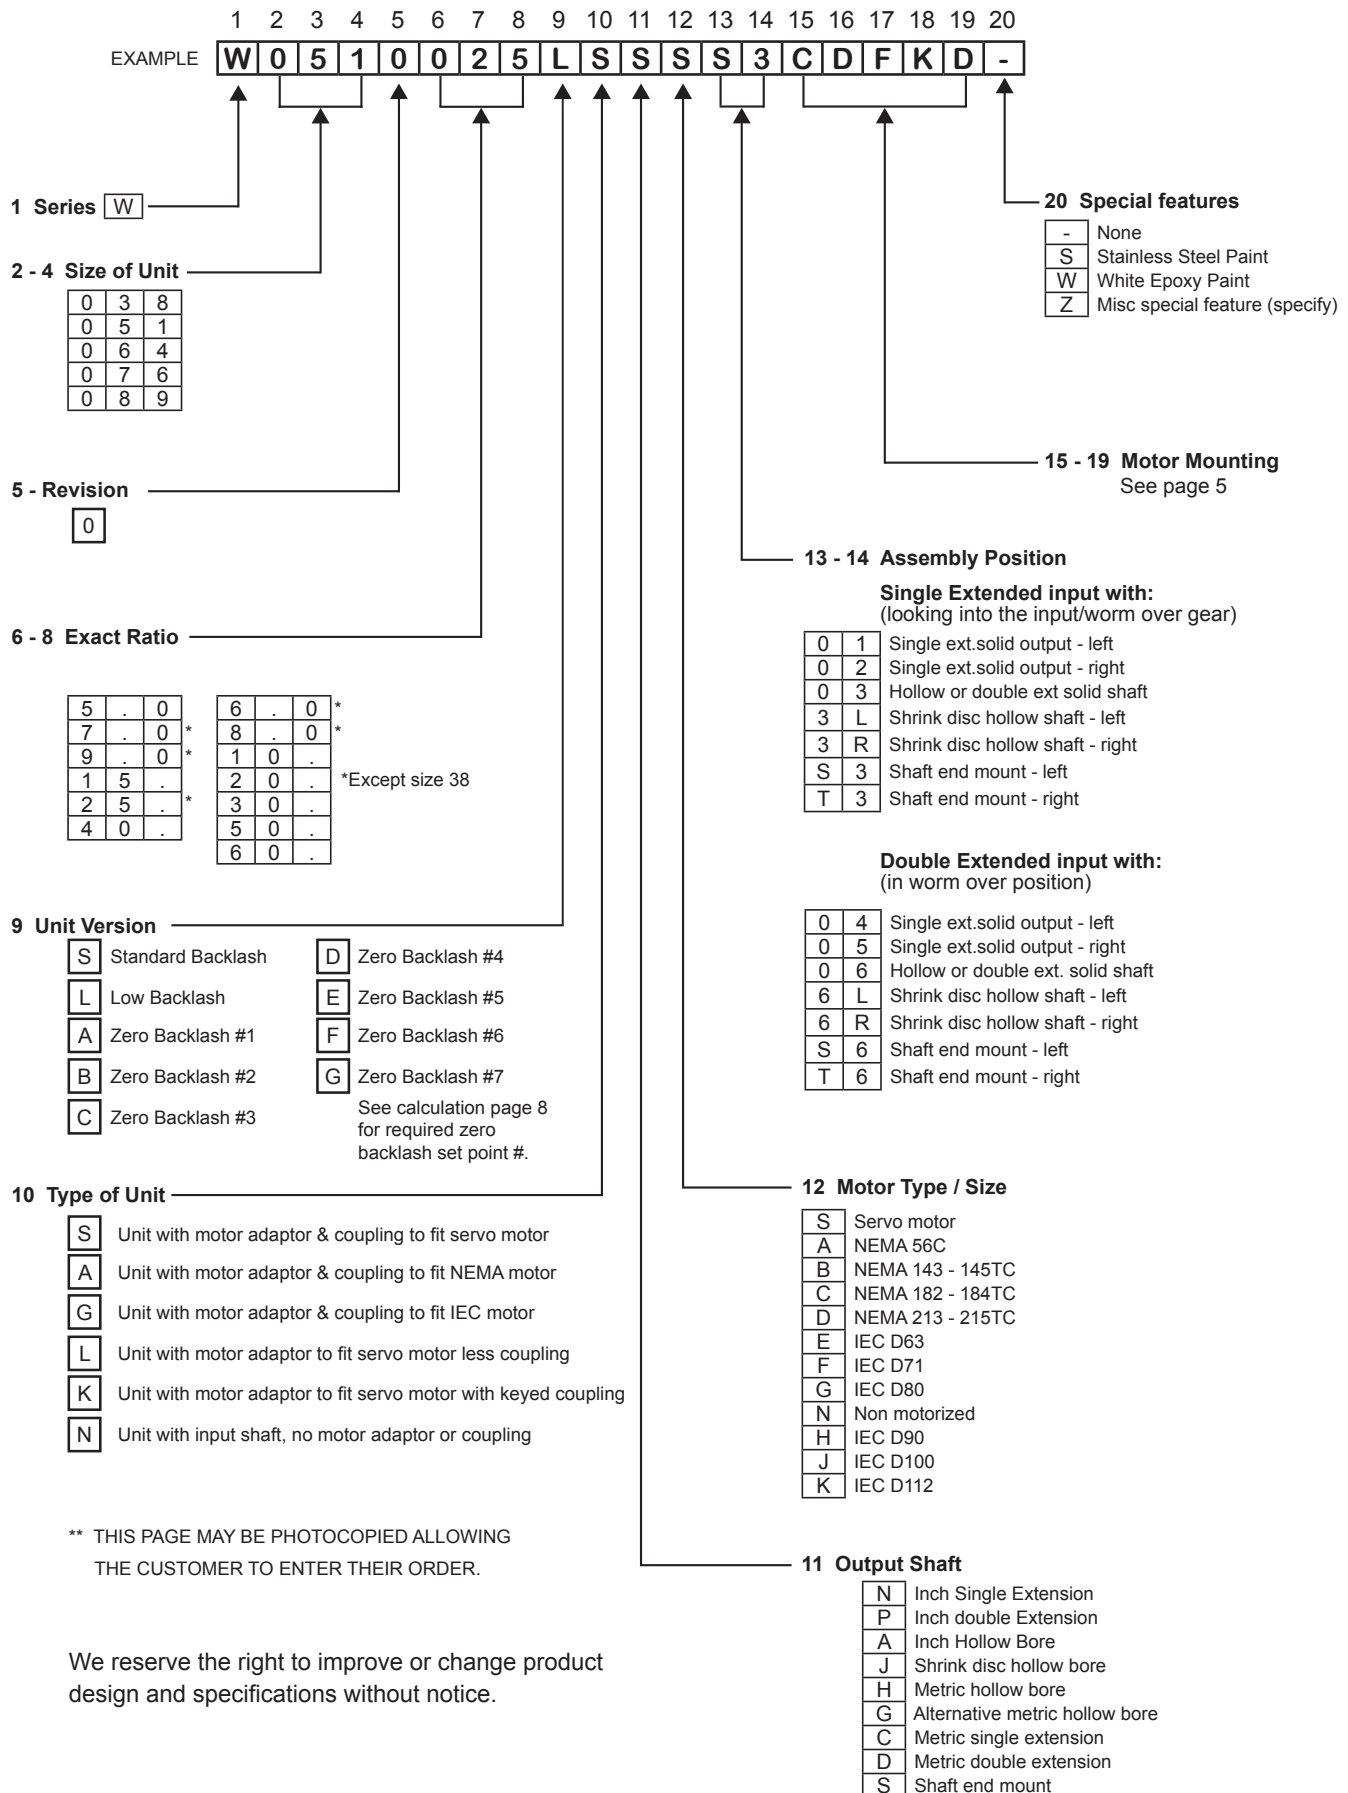 1 2 3 4 5 6 7 8 9 10 11 12 13 14 15 16 17 18 19 20
EXAMPLE W 0 5 1 0 0 2 5 L S S S S 3 C D F K D -
1 Series W
2 - 4 Size of Unit
0 3 8
0 5 1
0 6 4
0 7 6
0 8 9
5 - Revision
0
6 - 8 Exact Ratio
5 . 0
7 . 0 *
9 . 0 *
1 5 .
2 5 . *
4 0 .
6 . 0 *
8 . 0 *
1 0 .
2 0 .
3 0 .
5 0 .
6 0 .
*Except size 38
9 Unit Version
S Standard Backlash
L Low Backlash
A Zero Backlash #1
B Zero Backlash #2
C Zero Backlash #3
D Zero Backlash #4
E Zero Backlash #5
F Zero Backlash #6
G Zero Backlash #7
See calculation page 8
for required zero
backlash set point #.
10 Type of Unit
S Unit with motor adaptor & coupling to fit servo motor
A Unit with motor adaptor & coupling to fit NEMA motor
G Unit with motor adaptor & coupling to fit IEC motor
L Unit with motor adaptor to fit servo motor less coupling
K Unit with motor adaptor to fit servo motor with keyed coupling
N Unit with input shaft, no motor adaptor or coupling
** THIS PAGE MAY BE PHOTOCOPIED ALLOWING
THE CUSTOMER TO ENTER THEIR ORDER.
We reserve the right to improve or change product
design and specifications without notice.
20 Special features
- None
S Stainless Steel Paint
W White Epoxy Paint
Z Misc special feature (specify)
15 - 19 Motor Mounting
See page 5
13 - 14 Assembly Position
Single Extended input with:
(looking into the input/worm over gear)
0 1 Single ext.solid output - left
0 2 Single ext.solid output - right
0 3 Hollow or double ext solid shaft
3 L Shrink disc hollow shaft - left
3 R Shrink disc hollow shaft - right
S 3 Shaft end mount - left
T 3 Shaft end mount - right
Double Extended input with:
(in worm over position)
0 4 Single ext.solid output - left
0 5 Single ext.solid output - right
0 6 Hollow or double ext. solid shaft
6 L Shrink disc hollow shaft - left
6 R Shrink disc hollow shaft - right
S 6 Shaft end mount - left
T 6 Shaft end mount - right
12 Motor Type / Size
S Servo motor
A NEMA 56C
B NEMA 143 - 145TC
C NEMA 182 - 184TC
D NEMA 213 - 215TC
E IEC D63
F IEC D71
G IEC D80
N Non motorized
H IEC D90
J IEC D100
K IEC D112
11 Output Shaft
N Inch Single Extension
P Inch double Extension
A Inch Hollow Bore
J Shrink disc hollow bore
H Metric hollow bore
G Alternative metric hollow bore
C Metric single extension
D Metric double extension
S Shaft end mount